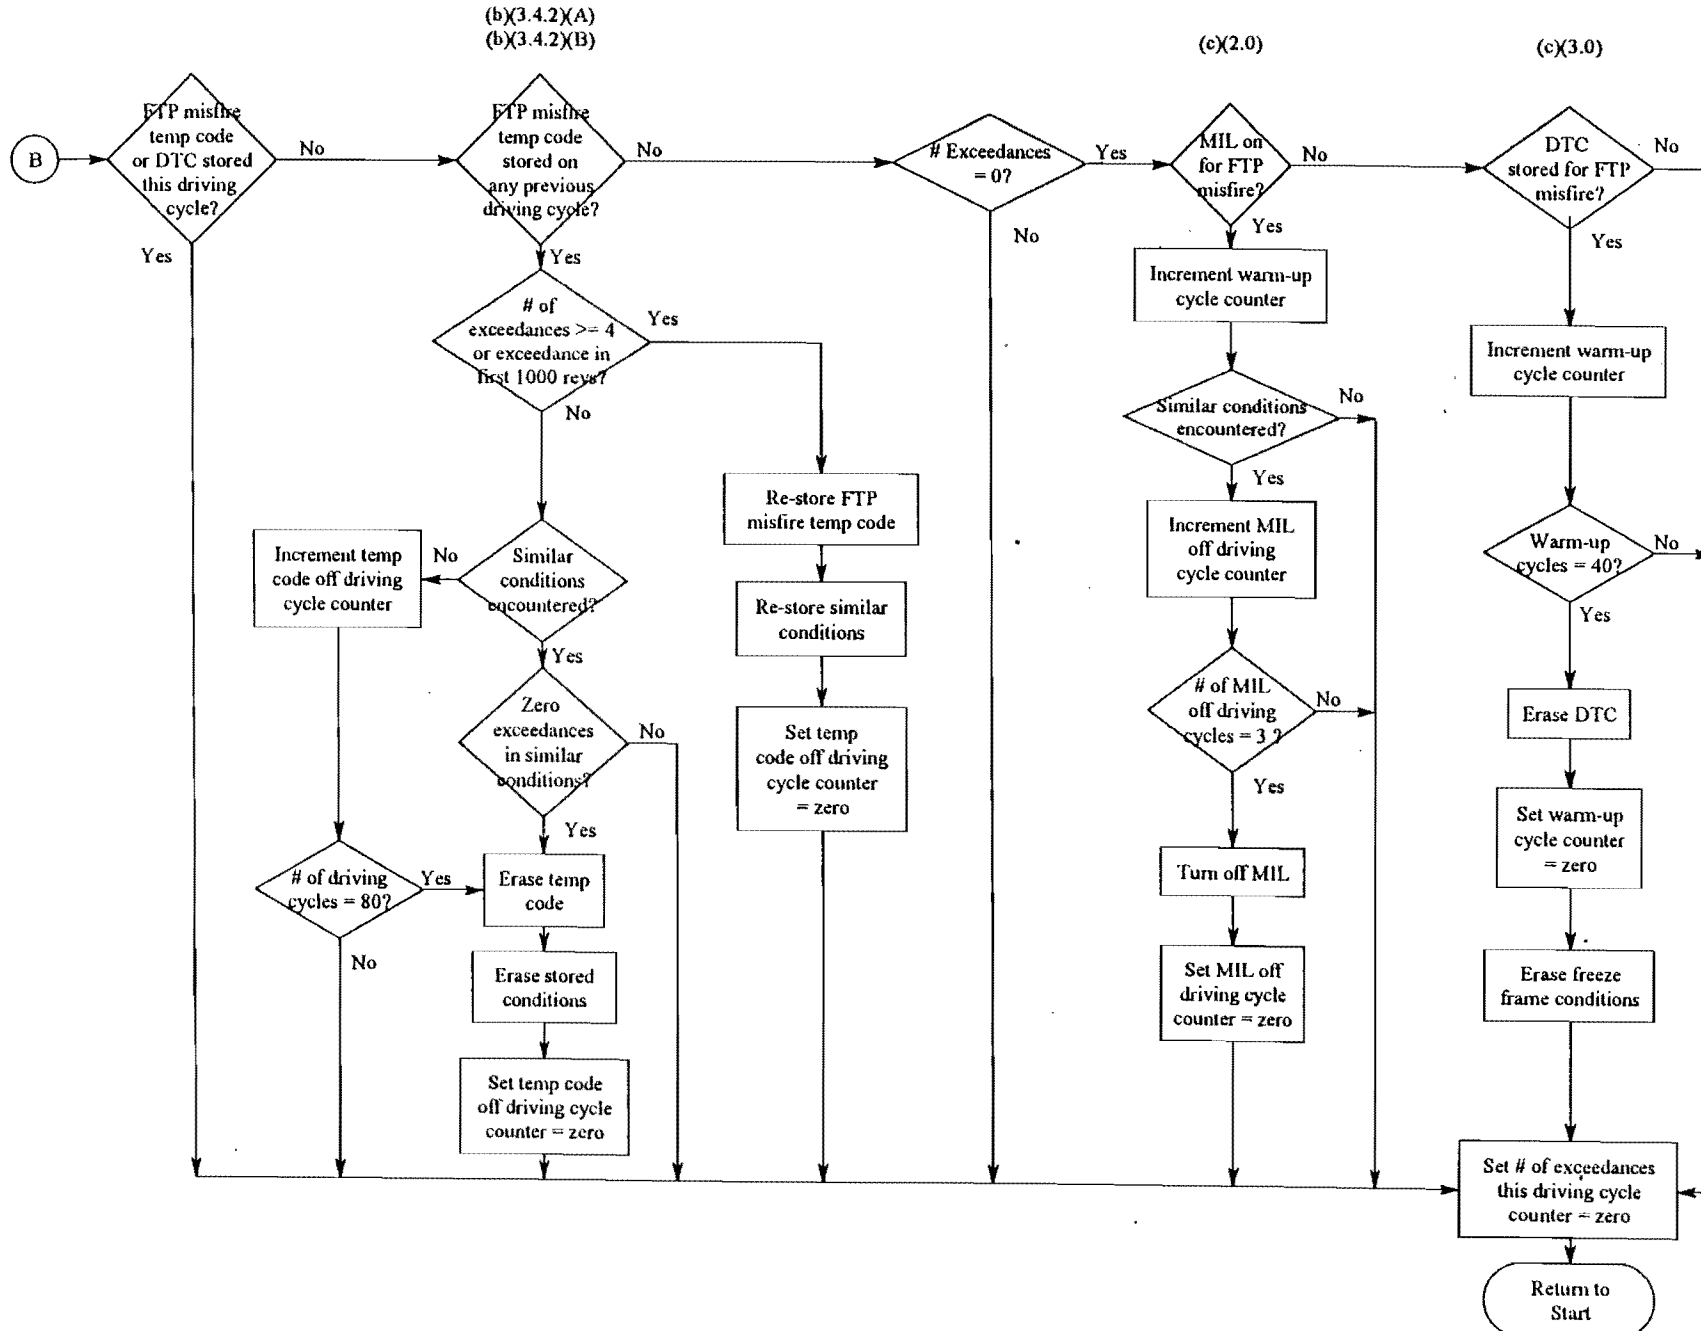 (b)(3.4.2)(A)
(b)(3.4.2)(B)
(c)(2.0)
(c)(3.0)
B
FTP misfire
temp code
or DTC stored
this driving
cycle?
No
Yes
FTP misfire
temp code
stored on
any previous
driving cycle?
No
Yes
# Exceedances
= 0?
Yes
No
MIL on
for FTP
misfire?
No
Yes
DTC
stored for FTP
misfire?
No
Yes
# of
exceedances >= 4
or exceedance in
first 1000 revs?
Yes
No
Increment warm-up
cycle counter
Increment warm-up
cycle counter
Similar conditions
encountered?
No
Yes
Re-store FTP
misfire temp code
Increment MIL
off driving
cycle counter
Warm-up
cycles = 40?
No
Yes
Increment temp
code off driving
cycle counter
No
Similar
conditions
encountered?
Yes
Re-store similar
conditions
# of MIL
off driving
cycles = 3 ?
No
Yes
Erase DTC
Zero
exceedances
in similar
conditions?
No
Yes
Set temp
code off driving
cycle counter
= zero
Set warm-up
cycle counter
= zero
# of driving
cycles = 80?
Yes
No
Erase temp
code
Turn off MIL
Erase stored
conditions
Set MIL off
driving cycle
counter = zero
Erase freeze
frame conditions
Set temp code
off driving cycle
counter = zero
Set # of exceedances
this driving cycle
counter = zero
Return to
Start